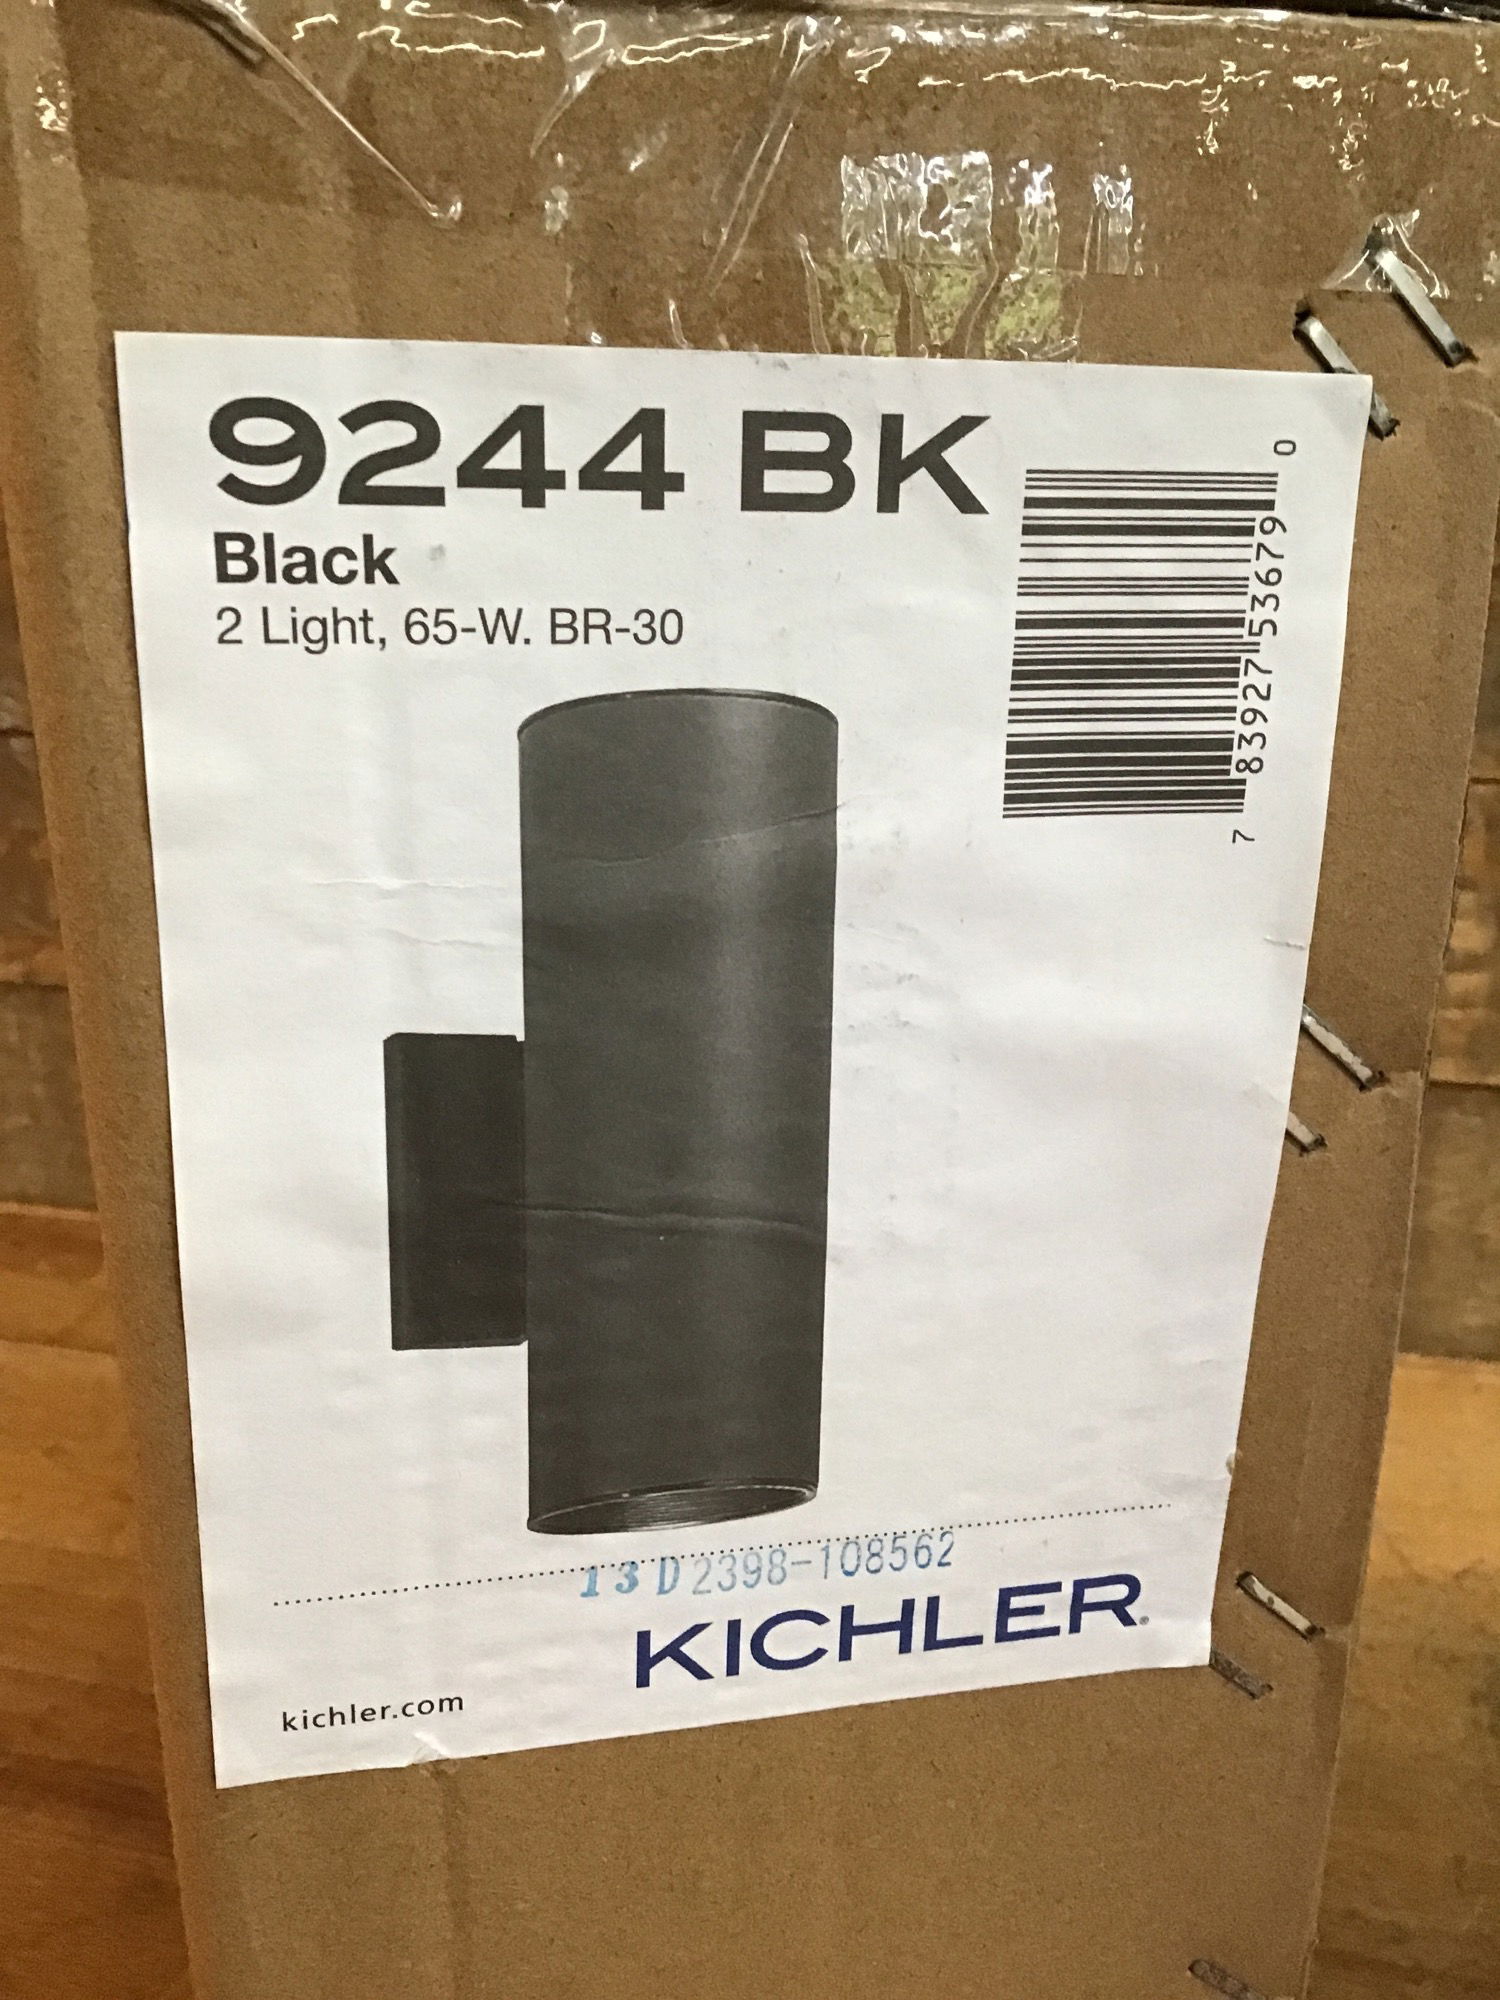 9244 BK
Black
2 Light, 65-W. BR-30
7 83927 53679 0
13 D 2398-108562
KICHLER®
kichler.com